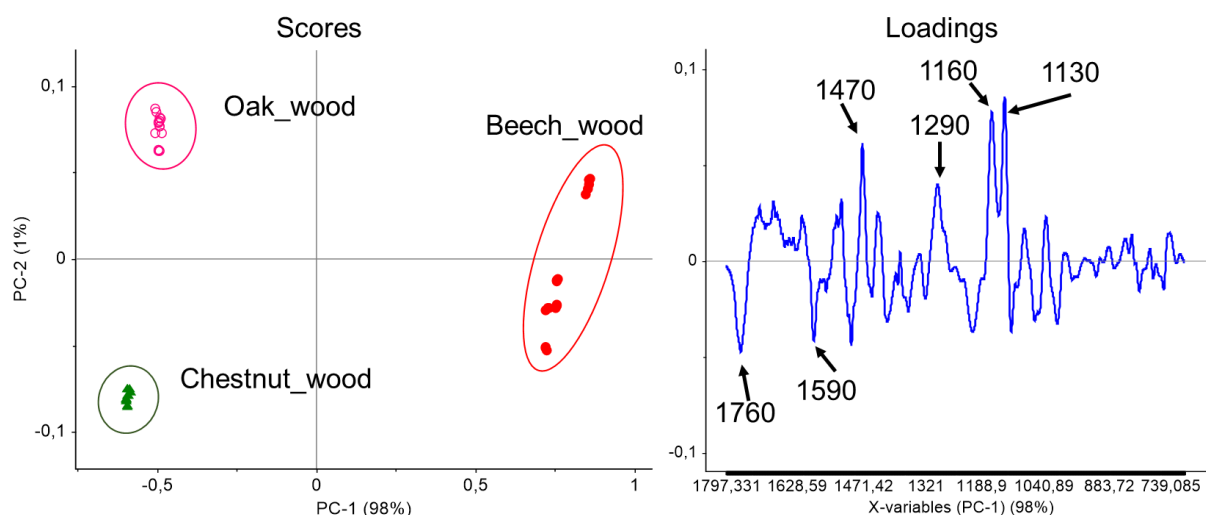 Scores
0,1
Oak_wood
Beech_wood
PC-2 (1%)
0
Chestnut_wood
-0,1
-0,5
0
0,5
1
PC-1 (98%)
Loadings
0,1
1470
1160
1130
1290
0
1760
1590
-0,1
1797,331 1628,59 1471,42 1321 1188,9 1040,89 883,72 739,085
X-variables (PC-1) (98%)